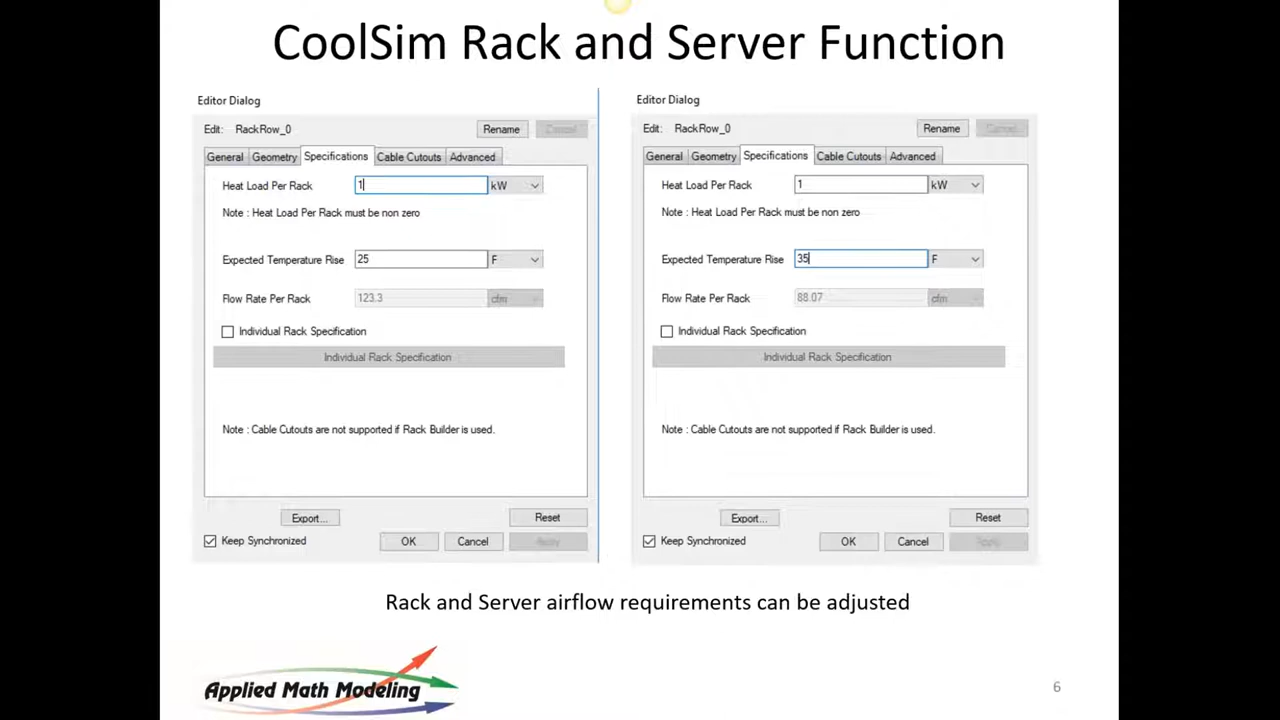 CoolSim Rack and Server Function
Editor Dialog
Edit: RackRow_0
Rename
Cancel
General
Geometry
Specifications
Cable Cutouts
Advanced
Heat Load Per Rack
1
kW
Note : Heat Load Per Rack must be non zero
Expected Temperature Rise
25
F
Flow Rate Per Rack
123.3
cfm
Individual Rack Specification
Individual Rack Specification
Note : Cable Cutouts are not supported if Rack Builder is used.
Export...
Reset
Keep Synchronized
OK
Cancel
Apply
Editor Dialog
Edit: RackRow_0
Rename
Cancel
General
Geometry
Specifications
Cable Cutouts
Advanced
Heat Load Per Rack
1
kW
Note : Heat Load Per Rack must be non zero
Expected Temperature Rise
35
F
Flow Rate Per Rack
88.07
cfm
Individual Rack Specification
Individual Rack Specification
Note : Cable Cutouts are not supported if Rack Builder is used.
Export...
Reset
Keep Synchronized
OK
Cancel
Apply
Rack and Server airflow requirements can be adjusted
Applied Math Modeling
6